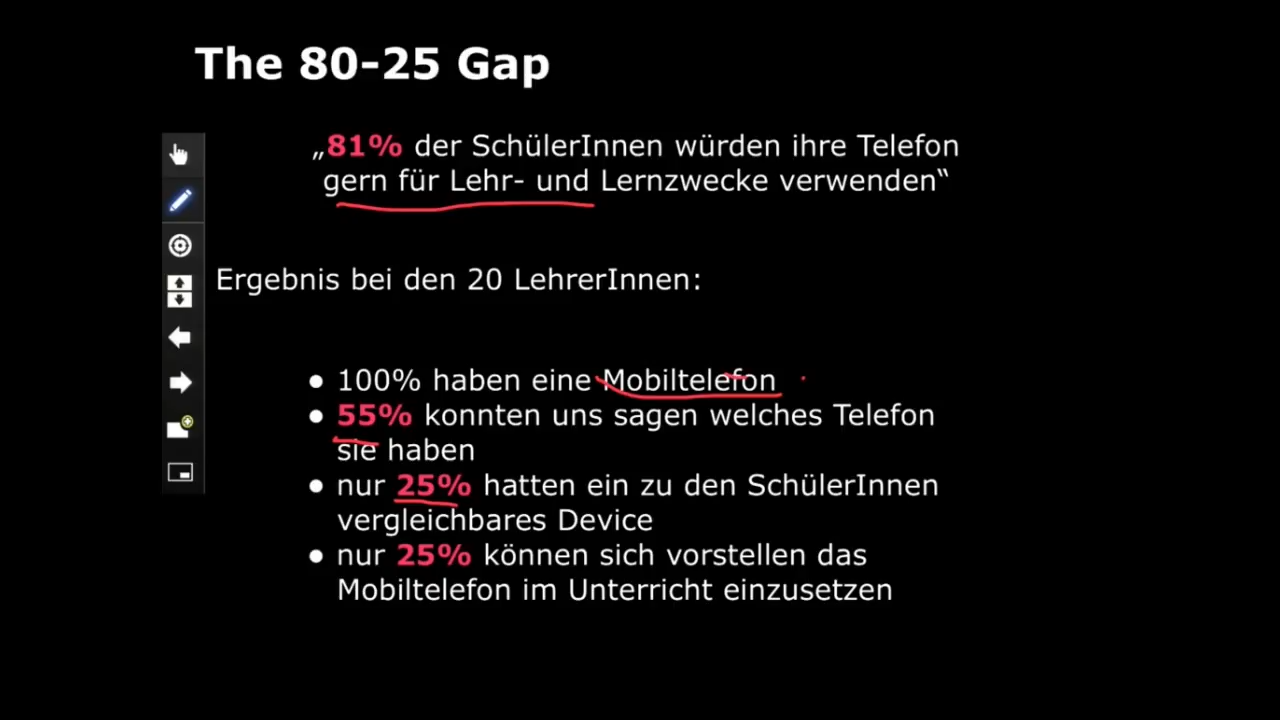 The 80-25 Gap
„81% der SchülerInnen würden ihre Telefon
gern für Lehr- und Lernzwecke verwenden“
Ergebnis bei den 20 LehrerInnen:
● 100% haben eine Mobiltelefon
● 55% konnten uns sagen welches Telefon
sie haben
● nur 25% hatten ein zu den SchülerInnen
vergleichbares Device
● nur 25% können sich vorstellen das
Mobiltelefon im Unterricht einzusetzen